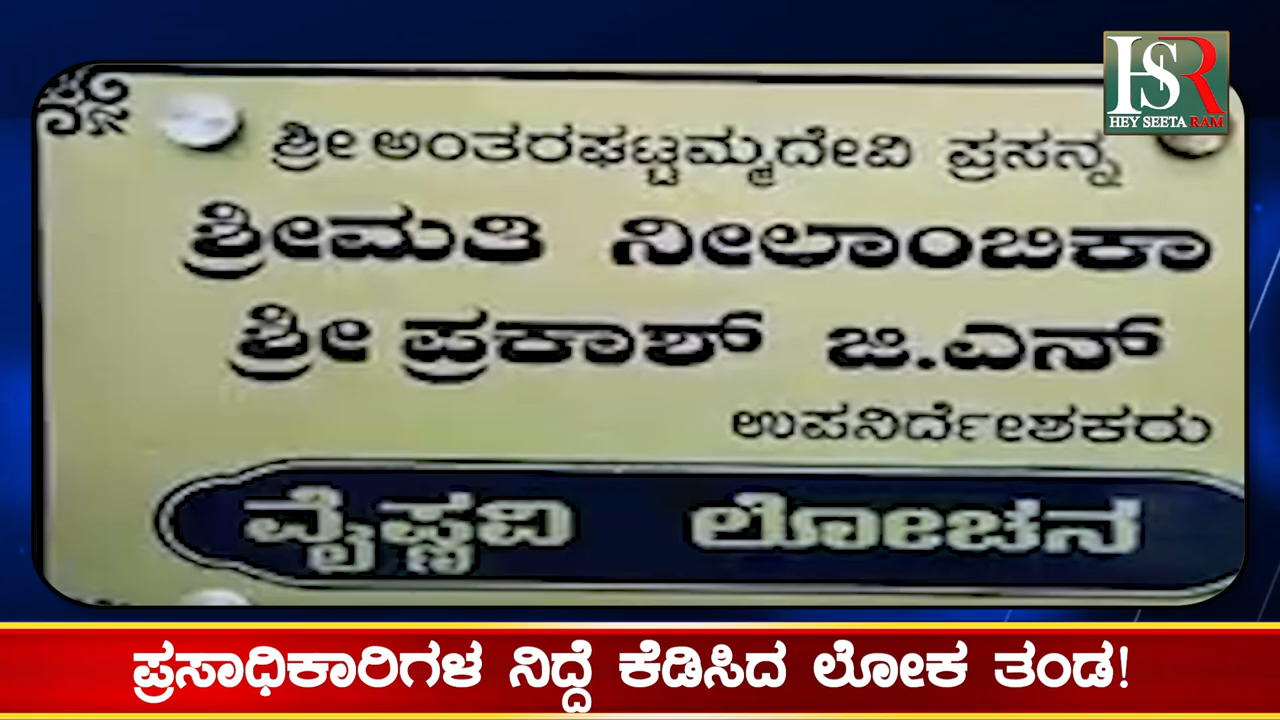 HSR
HEY SEETA RAM
ಶ್ರೀ ಅಂತರಘಟ್ಟಮ್ಮದೇವಿ ಪ್ರಸನ್ನ
ಶ್ರೀಮತಿ ನೀಲಾಂಬಿಕಾ
ಶ್ರೀ ಪ್ರಕಾಶ್ ಜಿ.ಎನ್
ಉಪನಿರ್ದೇಶಕರು
ವೈಷ್ಣವಿ ಲೋಚನ
ಪ್ರಸಾಧಿಕಾರಿಗಳ ನಿದ್ದೆ ಕೆಡಿಸಿದ ಲೋಕ ತಂಡ!